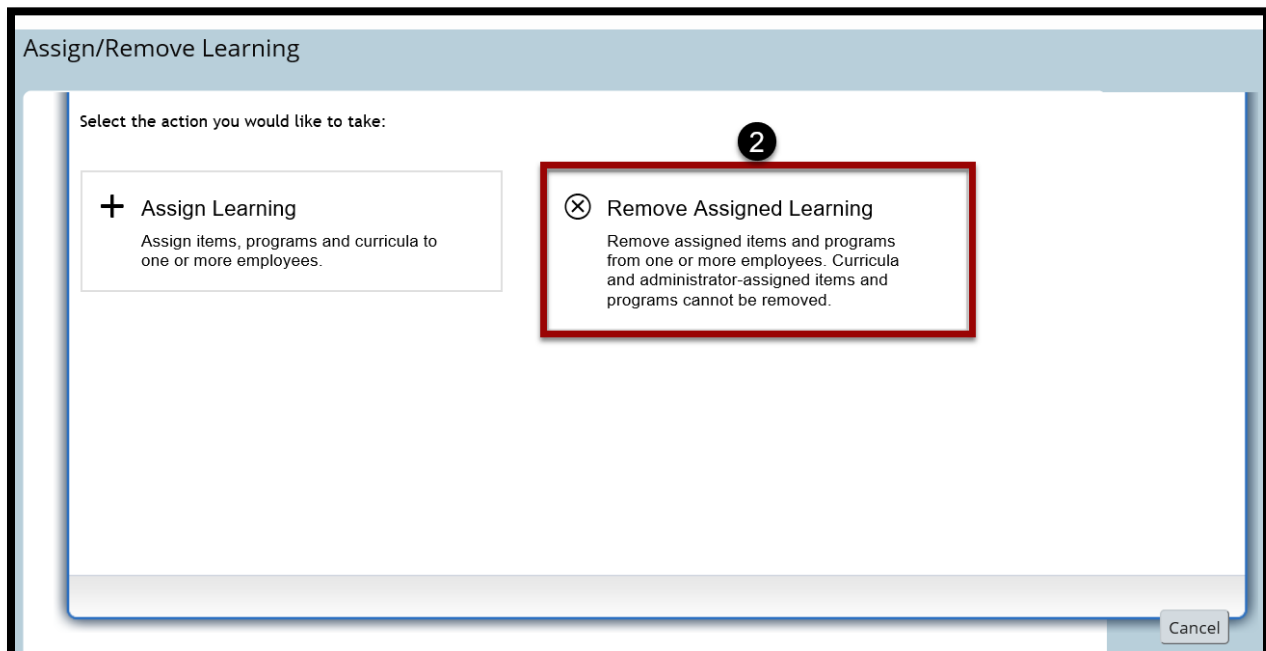 Assign/Remove Learning
Select the action you would like to take:
2
Assign Learning
Assign items, programs and curricula to
one or more employees.
Remove Assigned Learning
Remove assigned items and programs
from one or more employees. Curricula
and administrator-assigned items and
programs cannot be removed.
Cancel